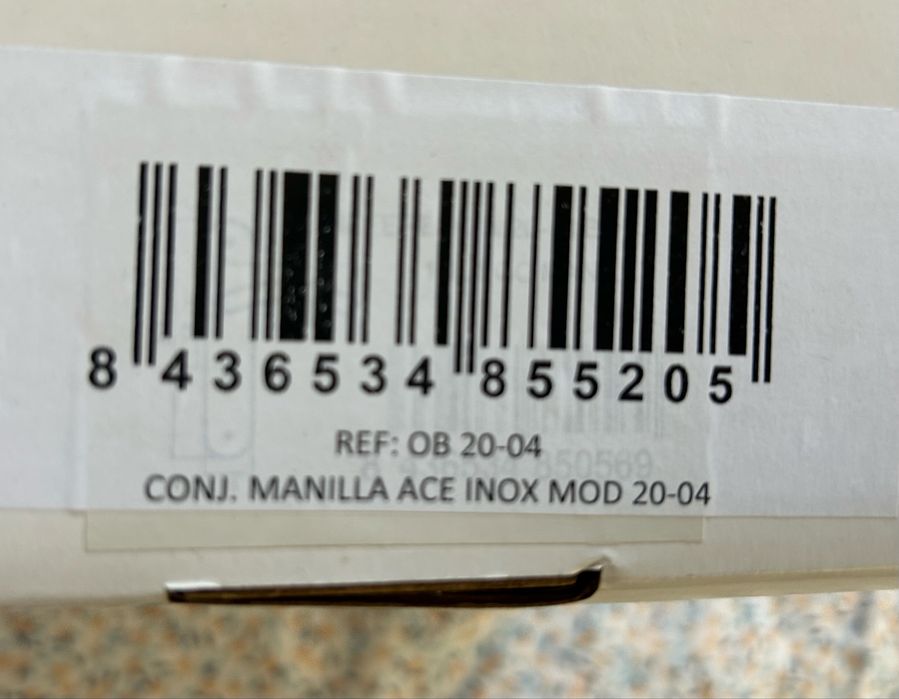 8 436534 855205
REF: OB 20-04
CONJ. MANILLA ACE INOX MOD 20-04